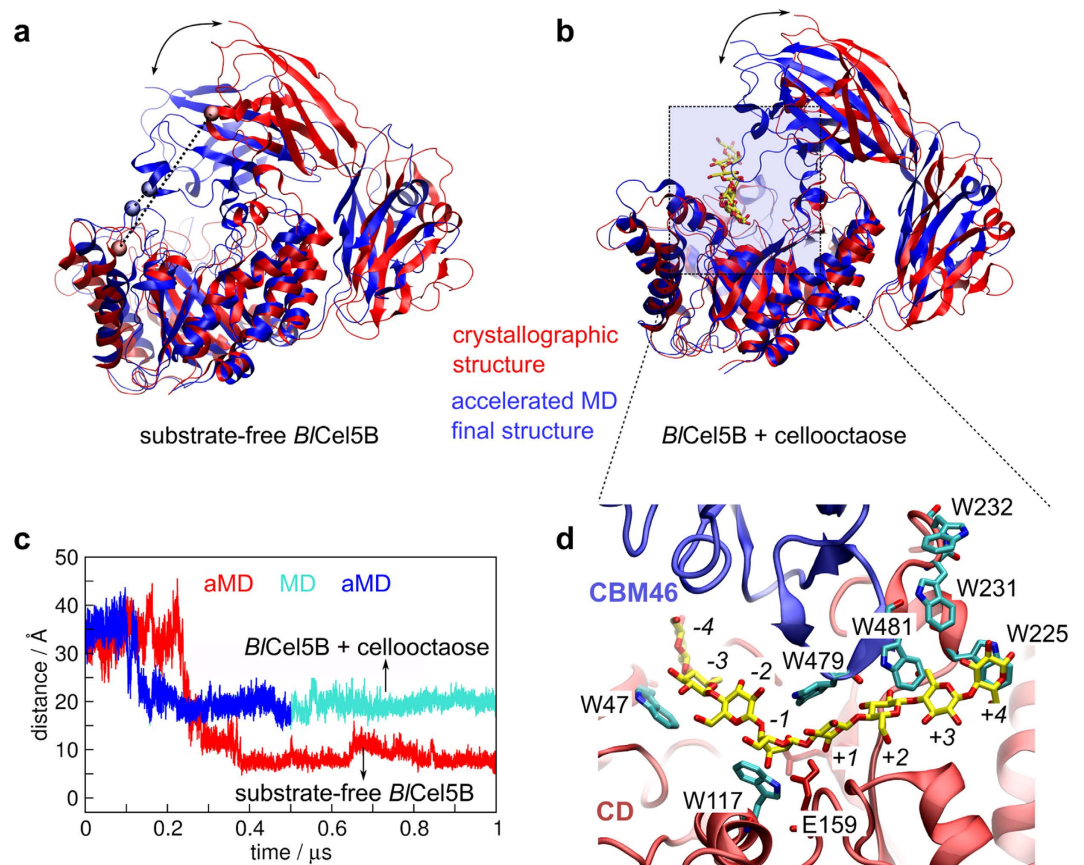 a
b
crystallographic
structure
accelerated MD
final structure
substrate-free BlCel5B
BlCel5B + cellooctaose
c
50
40
30
20
10
0
distance / Å
aMD MD aMD
BlCel5B + cellooctaose
substrate-free BlCel5B
0 0.2 0.4 0.6 0.8 1
time / µs
d
W232
CBM46
W231
-4
W481
W225
-3
-2
W479
W47
-1
+4
+3
+1
+2
W117
CD
E159